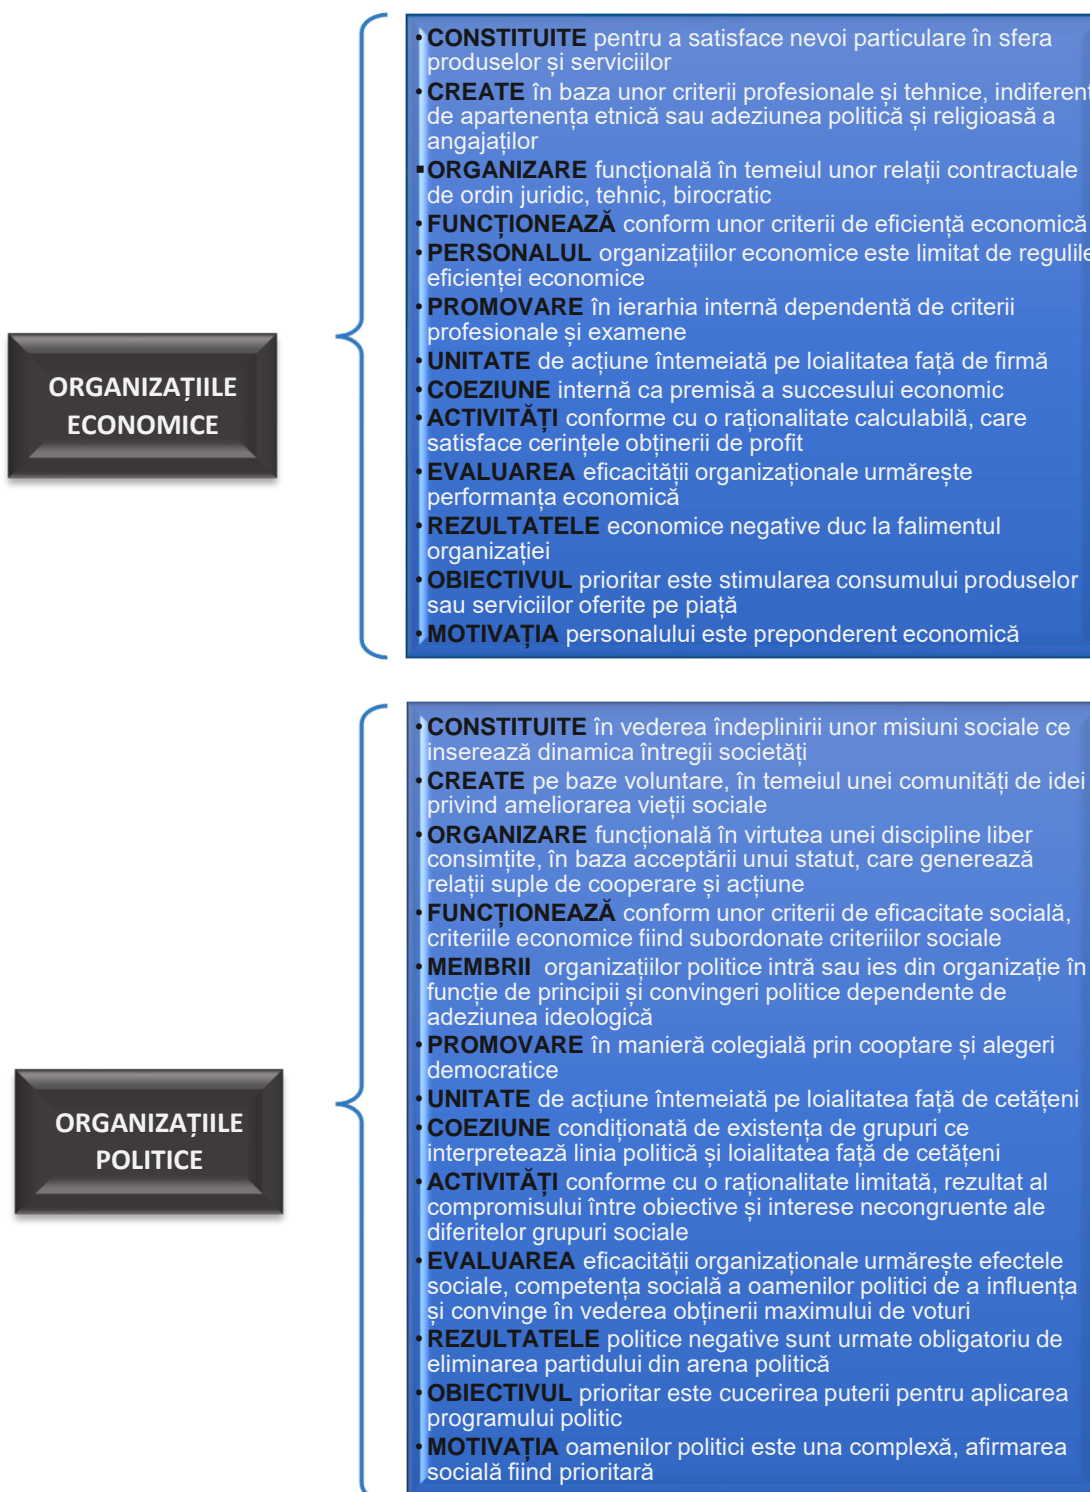 • CONSTITUITE pentru a satisface nevoi particulare în sfera
produselor și serviciilor
• CREATE în baza unor criterii profesionale și tehnice, indiferent
de apartenența etnică sau adeziunea politică și religioasă a
angajaților
▪ ORGANIZARE funcțională în temeiul unor relații contractuale
de ordin juridic, tehnic, birocratic
• FUNCȚIONEAZĂ conform unor criterii de eficiență economică
• PERSONALUL organizațiilor economice este limitat de regulile
eficienței economice
• PROMOVARE în ierarhia internă dependentă de criterii
profesionale și examene
• UNITATE de acțiune întemeiată pe loialitatea față de firmă
• COEZIUNE internă ca premisă a succesului economic
• ACTIVITĂȚI conforme cu o raționalitate calculabilă, care
satisface cerințele obținerii de profit
• EVALUAREA eficacității organizaționale urmărește
performanța economică
• REZULTATELE economice negative duc la falimentul
organizației
• OBIECTIVUL prioritar este stimularea consumului produselor
sau serviciilor oferite pe piață
• MOTIVAȚIA personalului este preponderent economică
ORGANIZAȚIILE
ECONOMICE
• CONSTITUITE în vederea îndeplinirii unor misiuni sociale ce
inserează dinamica întregii societăți
• CREATE pe baze voluntare, în temeiul unei comunități de idei
privind ameliorarea vieții sociale
• ORGANIZARE funcțională în virtutea unei discipline liber
consimțite, în baza acceptării unui statut, care generează
relații suple de cooperare și acțiune
• FUNCȚIONEAZĂ conform unor criterii de eficacitate socială,
criteriile economice fiind subordonate criteriilor sociale
• MEMBRII organizațiilor politice intră sau ies din organizație în
funcție de principii și convingeri politice dependente de
adeziunea ideologică
• PROMOVARE în manieră colegială prin cooptare și alegeri
democratice
• UNITATE de acțiune întemeiată pe loialitatea față de cetățeni
• COEZIUNE condiționată de existența de grupuri ce
interpretează linia politică și loialitatea față de cetățeni
• ACTIVITĂȚI conforme cu o raționalitate limitată, rezultat al
compromisului între obiective și interese necongruente ale
diferitelor grupuri sociale
• EVALUAREA eficacității organizaționale urmărește efectele
sociale, competența socială a oamenilor politici de a influența
și convinge în vederea obținerii maximului de voturi
• REZULTATELE politice negative sunt urmate obligatoriu de
eliminarea partidului din arena politică
• OBIECTIVUL prioritar este cucerirea puterii pentru aplicarea
programului politic
• MOTIVAȚIA oamenilor politici este una complexă, afirmarea
socială fiind prioritară
ORGANIZAȚIILE
POLITICE